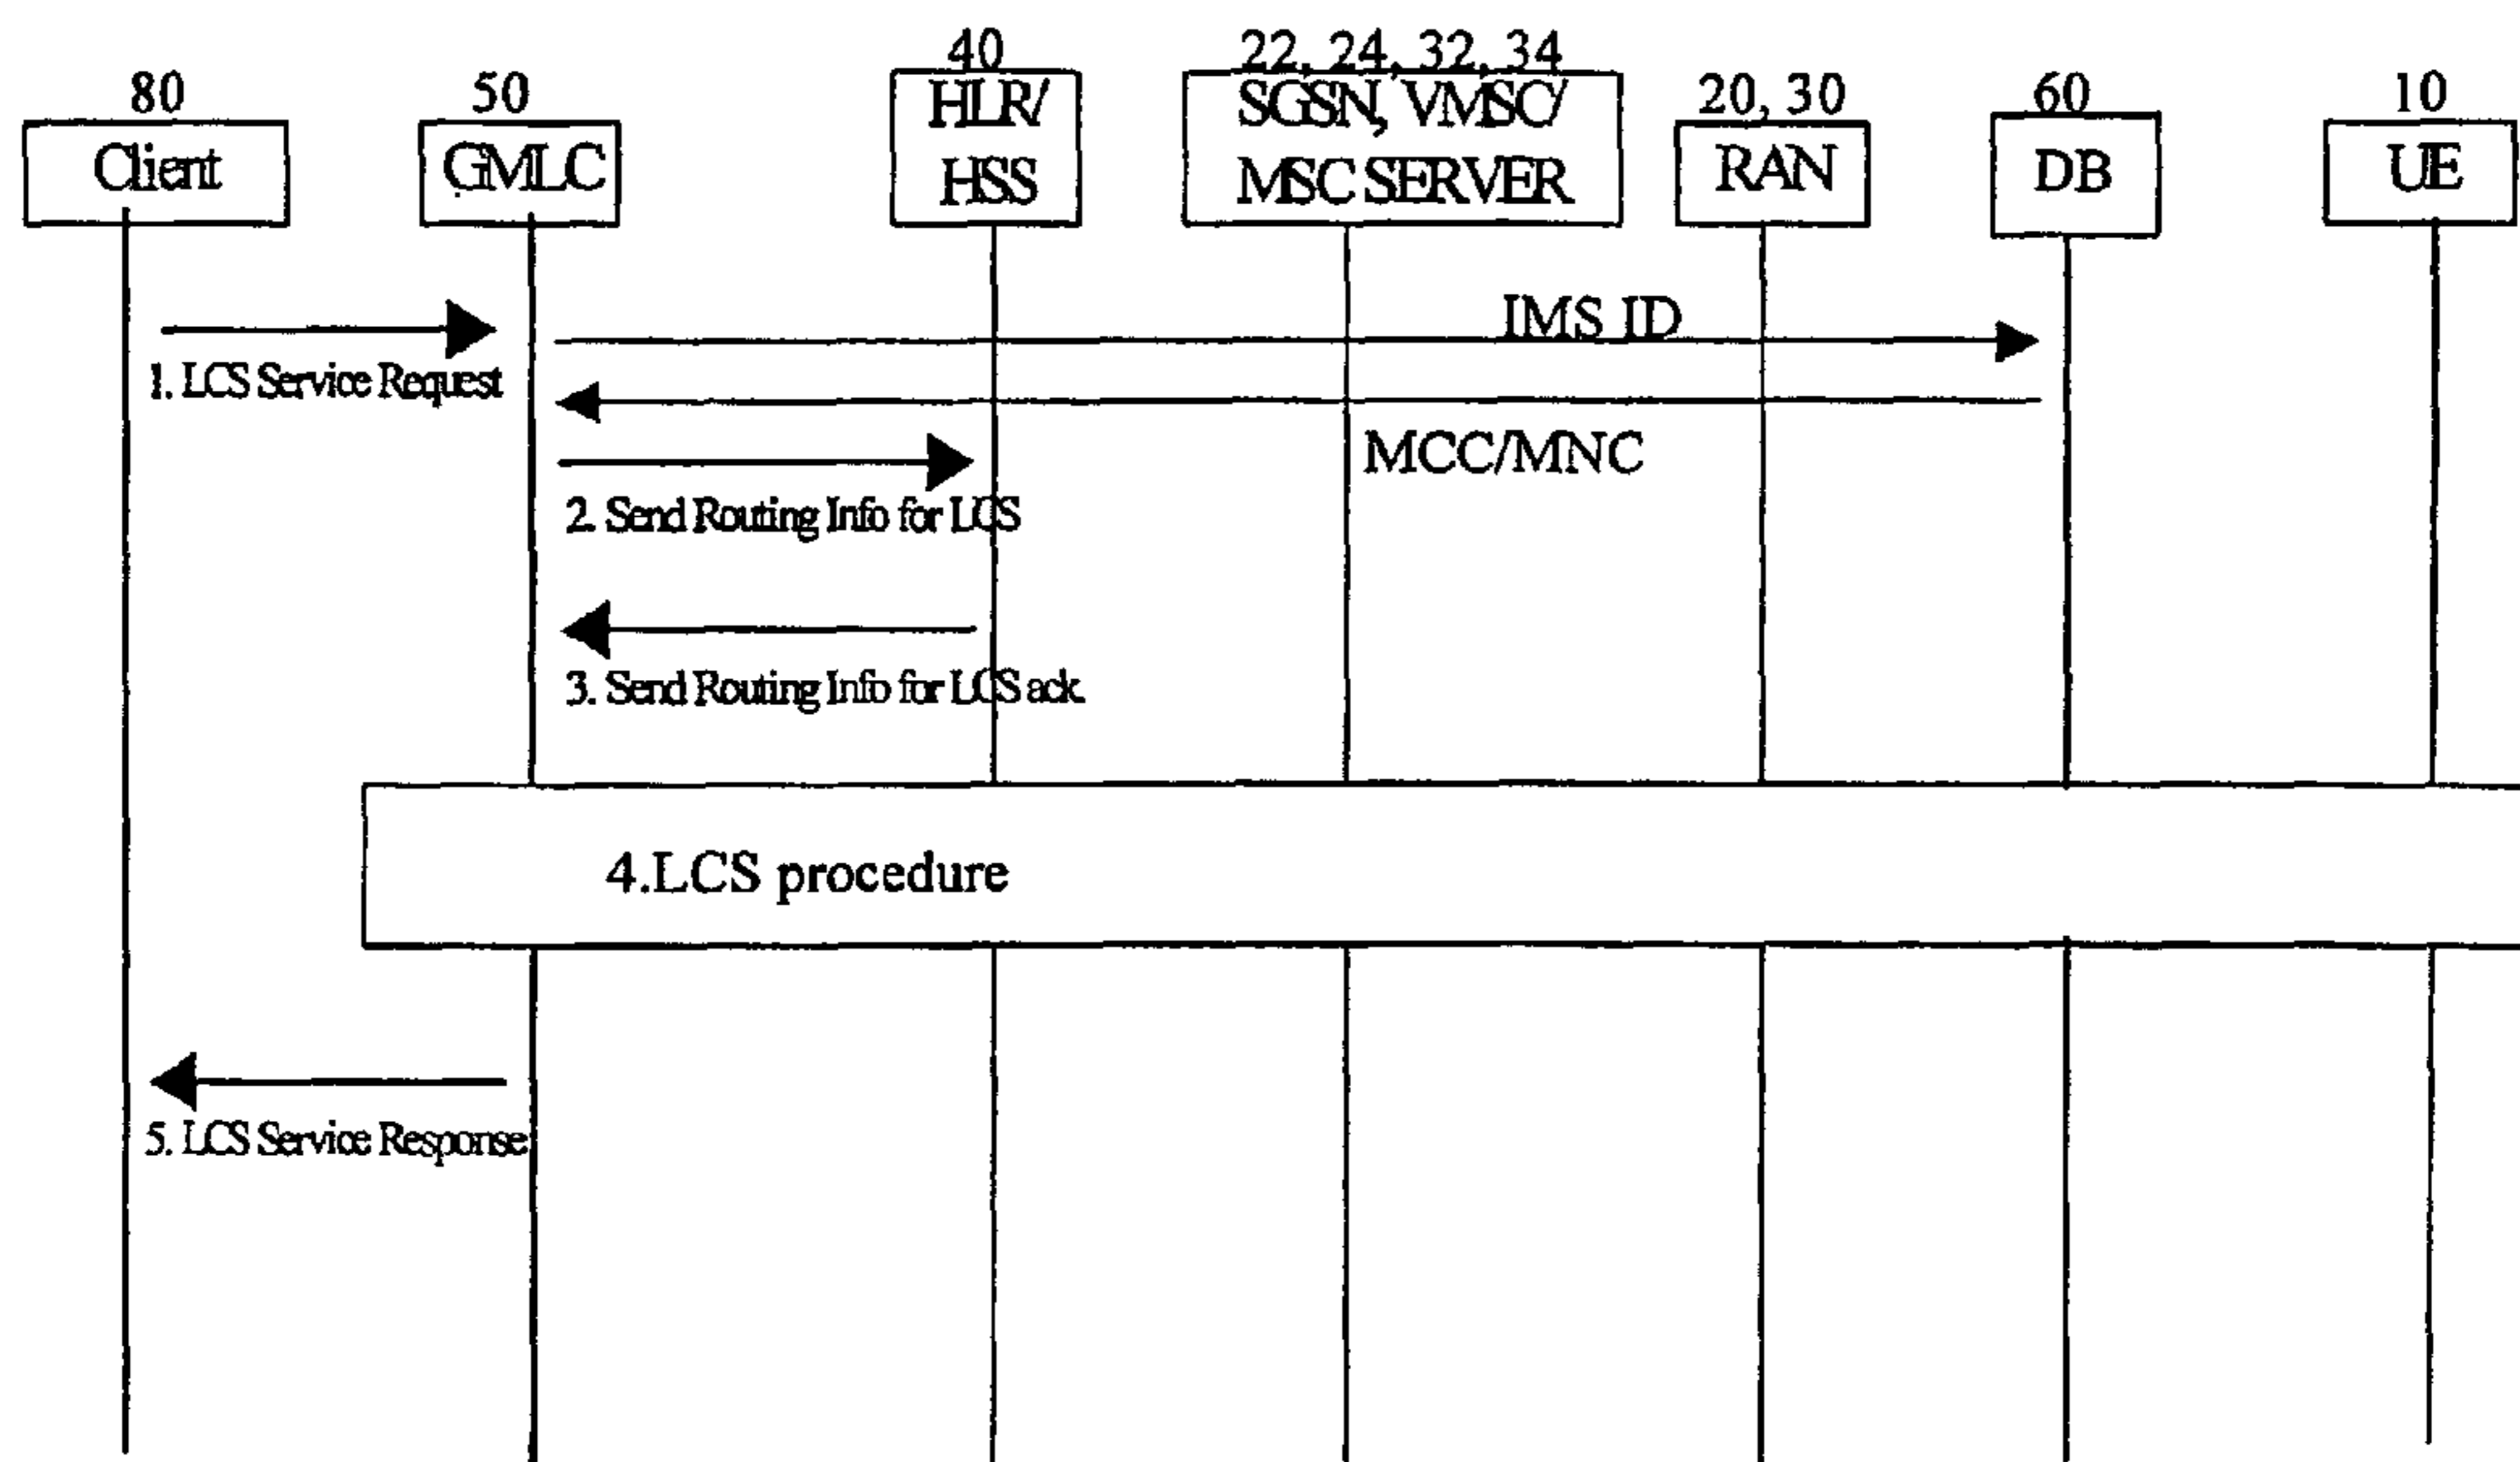 80
50
40
22, 24, 32, 34
20, 30
60
10
Client
GMLC
HLR/
HSS
SGSN, VMSC/
MSC SERVER
RAN
DB
UE
IMS ID
1. LCS Service Request
MCC/MNC
2. Send Routing Info for LCS
3. Send Routing Info for LCS ack
4.LCS procedure
5. LCS Service Response